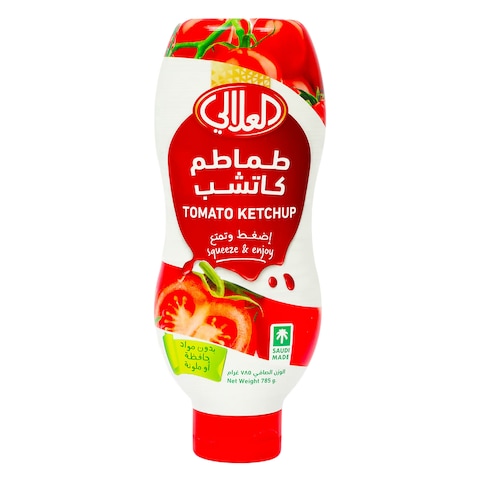 العلالي
طماطم
كاتشب
TOMATO KETCHUP
إضغط وتمتع
squeeze & enjoy
بدون مواد
حافظة
أو ملونة
SAUDI
MADE
الوزن الصافي ٧٨٥ غرام
Net Weight 785 g.